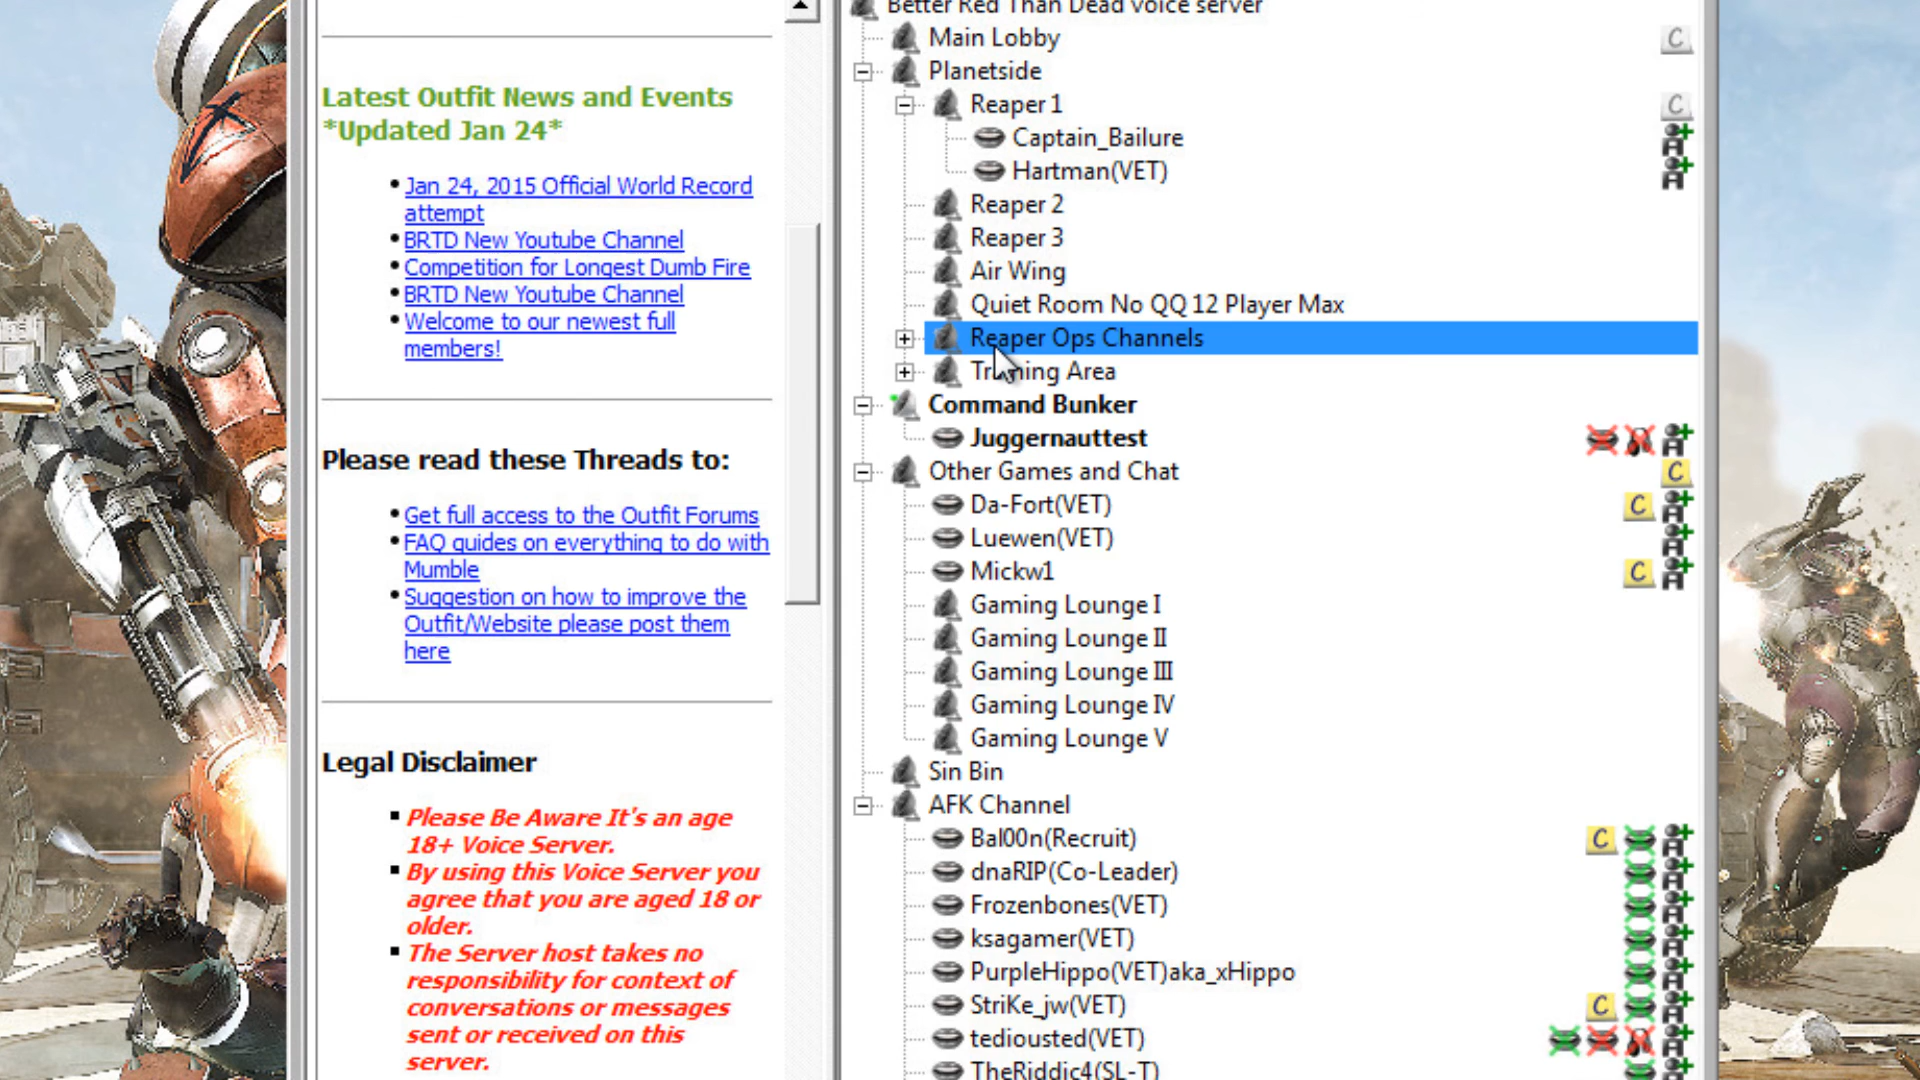 Latest Outfit News and Events
*Updated Jan 24*
Jan 24, 2015 Official World Record
attempt
BRTD New Youtube Channel
Competition for Longest Dumb Fire
BRTD New Youtube Channel
Welcome to our newest full
members!
Please read these Threads to:
Get full access to the Outfit Forums
FAQ guides on everything to do with
Mumble
Suggestion on how to improve the
Outfit/Website please post them
here
Legal Disclaimer
Please Be Aware It's an age
18+ Voice Server.
By using this Voice Server you
agree that you are aged 18 or
older.
The Server host takes no
responsibility for context of
conversations or messages
sent or received on this
server.
Better Red Than Dead voice server
Main Lobby C
Planetside
Reaper 1 C
Captain_Bailure A
Hartman(VET) A
Reaper 2
Reaper 3
Air Wing
Quiet Room No QQ 12 Player Max
Reaper Ops Channels
Training Area
Command Bunker
Juggernauttest A
Other Games and Chat C
Da-Fort(VET) C A
Luewen(VET) A
Mickw1 C A
Gaming Lounge I
Gaming Lounge II
Gaming Lounge III
Gaming Lounge IV
Gaming Lounge V
Sin Bin
AFK Channel
Bal00n(Recruit) C A
dnaRIP(Co-Leader) A
Frozenbones(VET) A
ksagamer(VET) A
PurpleHippo(VET)aka_xHippo A
StriKe_jw(VET) C A
tediousted(VET) A
TheRiddic4(SL-T)